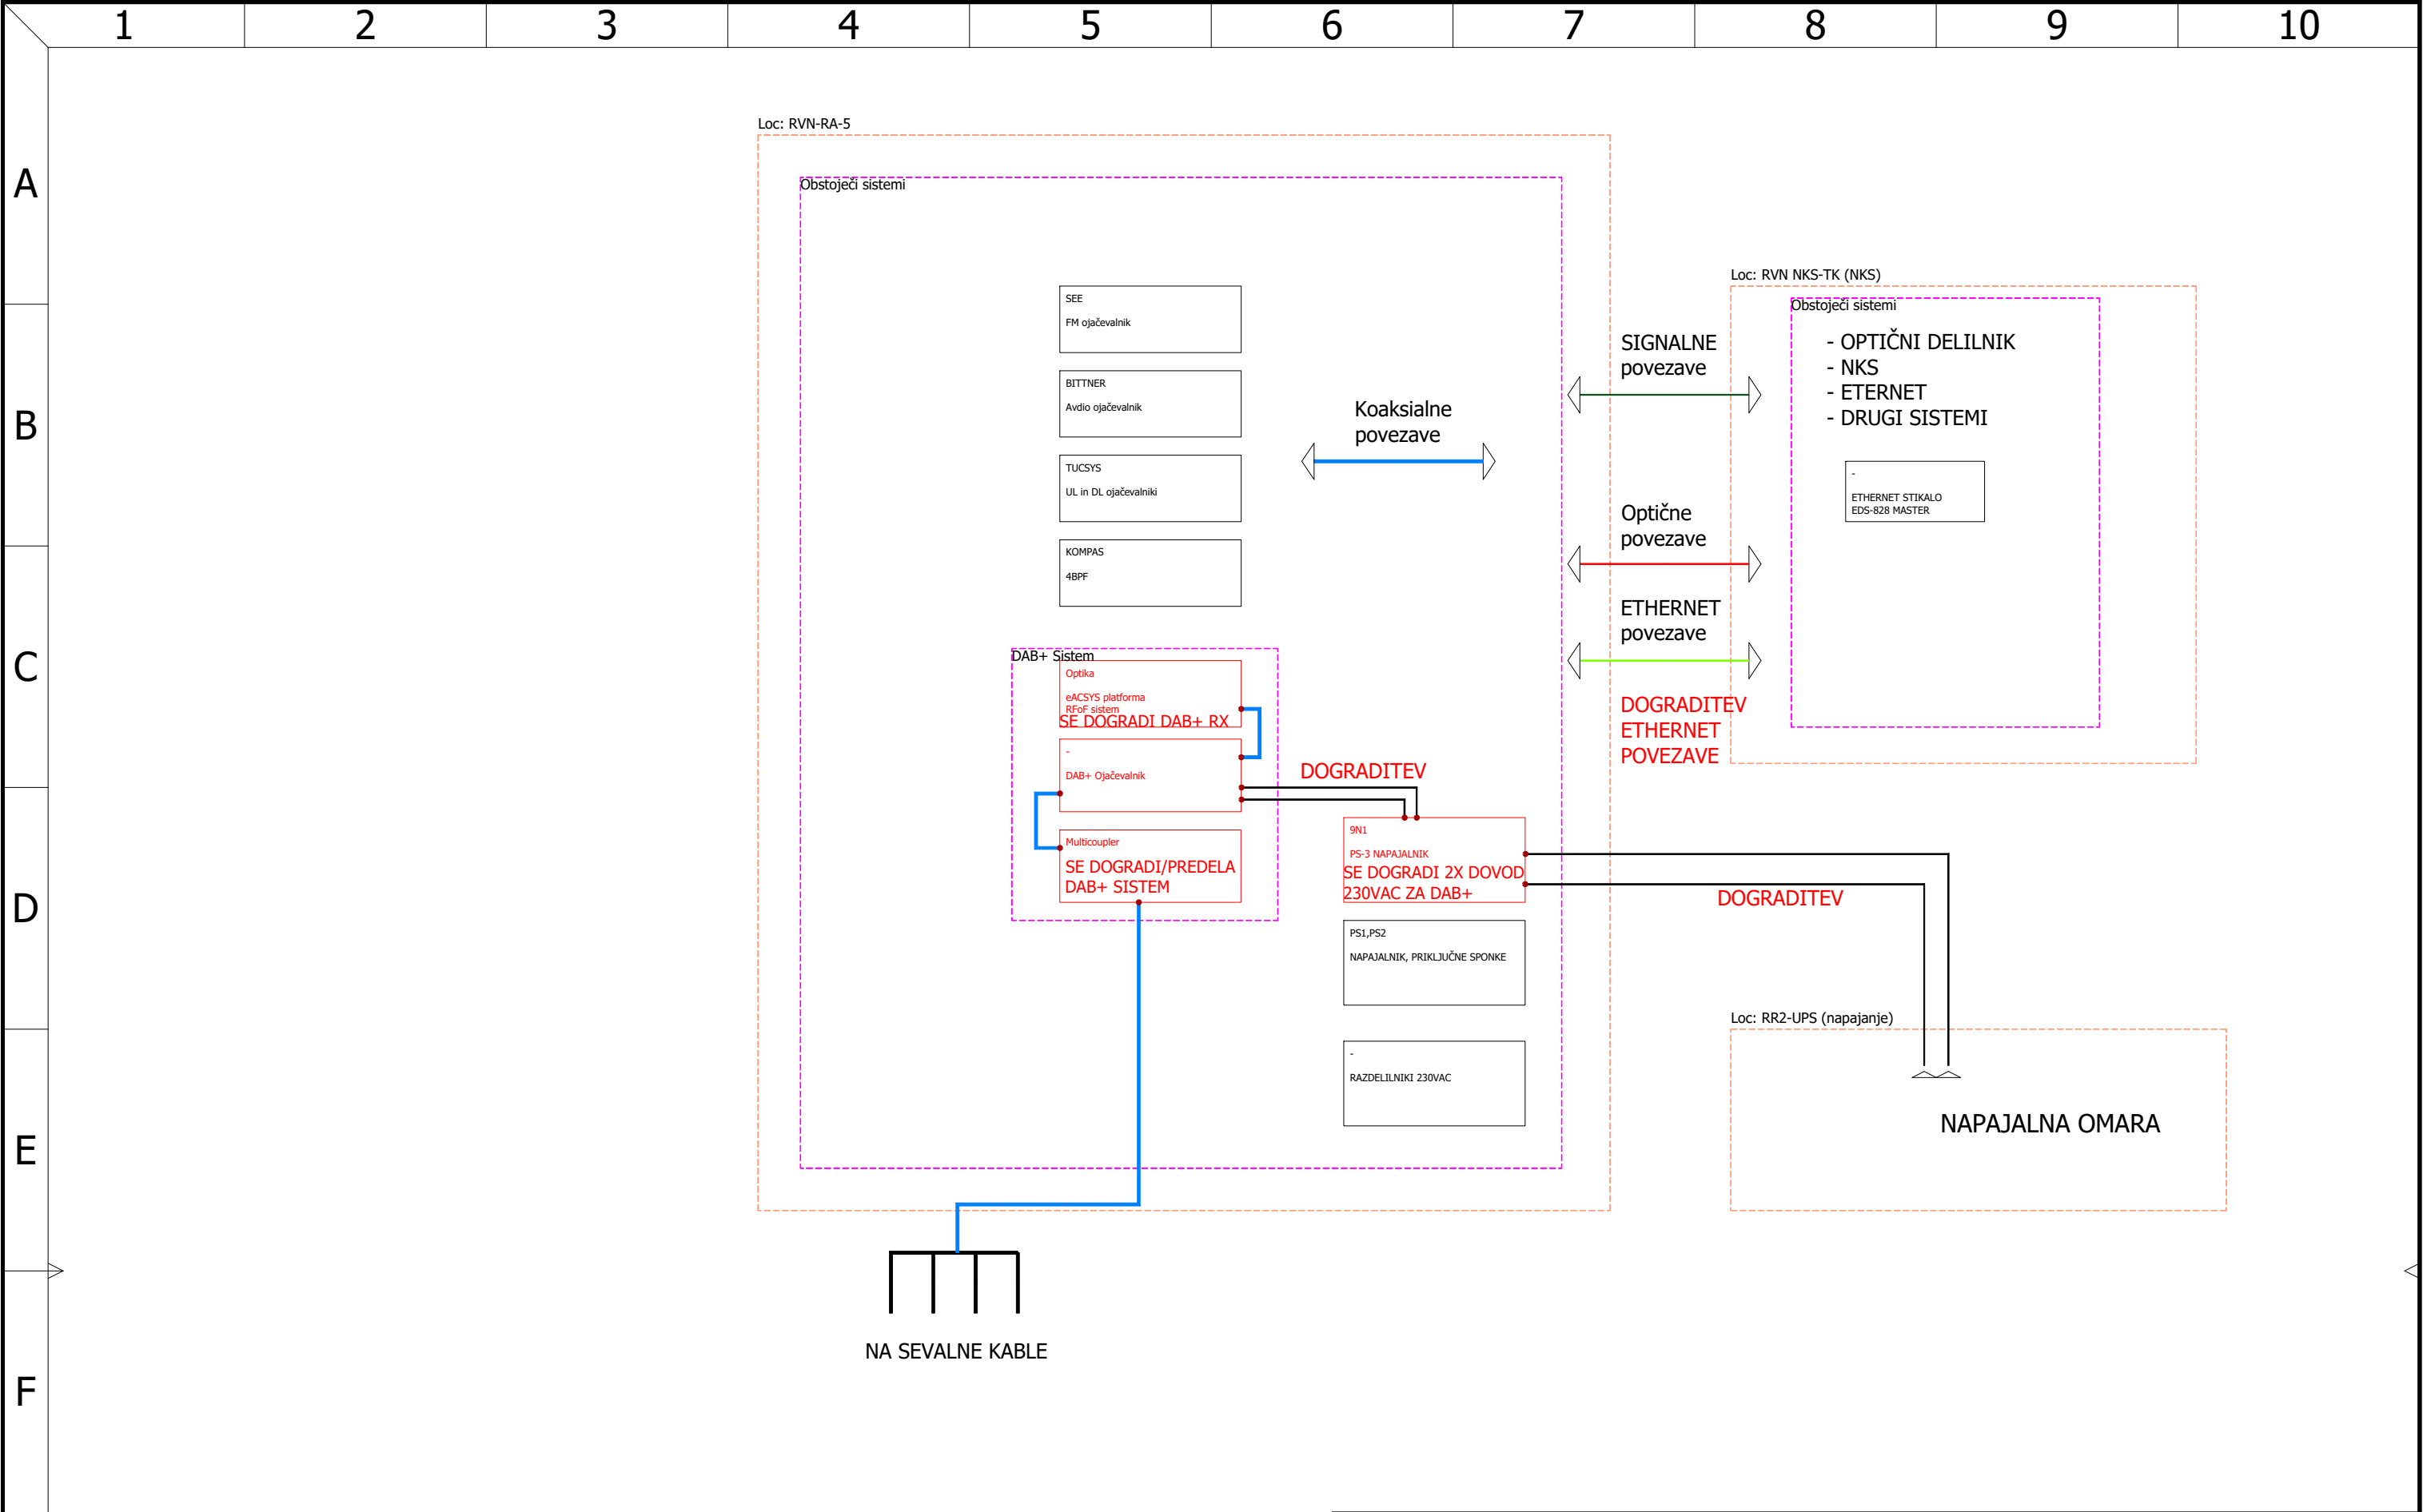 1 2 3 4 5 6 7 8 9 10
A
B
C
D
E
F
Loc: RVN-RA-5
Obstoječi sistemi
SEE
FM ojačevalnik
BITTNER
Avdio ojačevalnik
TUCSYS
UL in DL ojačevalniki
KOMPAS
4BPF
Koaksialne
povezave
DAB+ Sistem
Optika
eACSYS platforma
RFoF sistem
SE DOGRADI DAB+ RX
-
DAB+ Ojačevalnik
Multicoupler
SE DOGRADI/PREDELA
DAB+ SISTEM
DOGRADITEV
9N1
PS-3 NAPAJALNIK
SE DOGRADI 2X DOVOD
230VAC ZA DAB+
PS1,PS2
NAPAJALNIK, PRIKLJUČNE SPONKE
-
RAZDELILNIKI 230VAC
NA SEVALNE KABLE
SIGNALNE
povezave
Optične
povezave
ETHERNET
povezave
DOGRADITEV
ETHERNET
POVEZAVE
Loc: RVN NKS-TK (NKS)
Obstoječi sistemi
- OPTIČNI DELILNIK
- NKS
- ETERNET
- DRUGI SISTEMI
-
ETHERNET STIKALO
EDS-828 MASTER
DOGRADITEV
Loc: RR2-UPS (napajanje)
NAPAJALNA OMARA